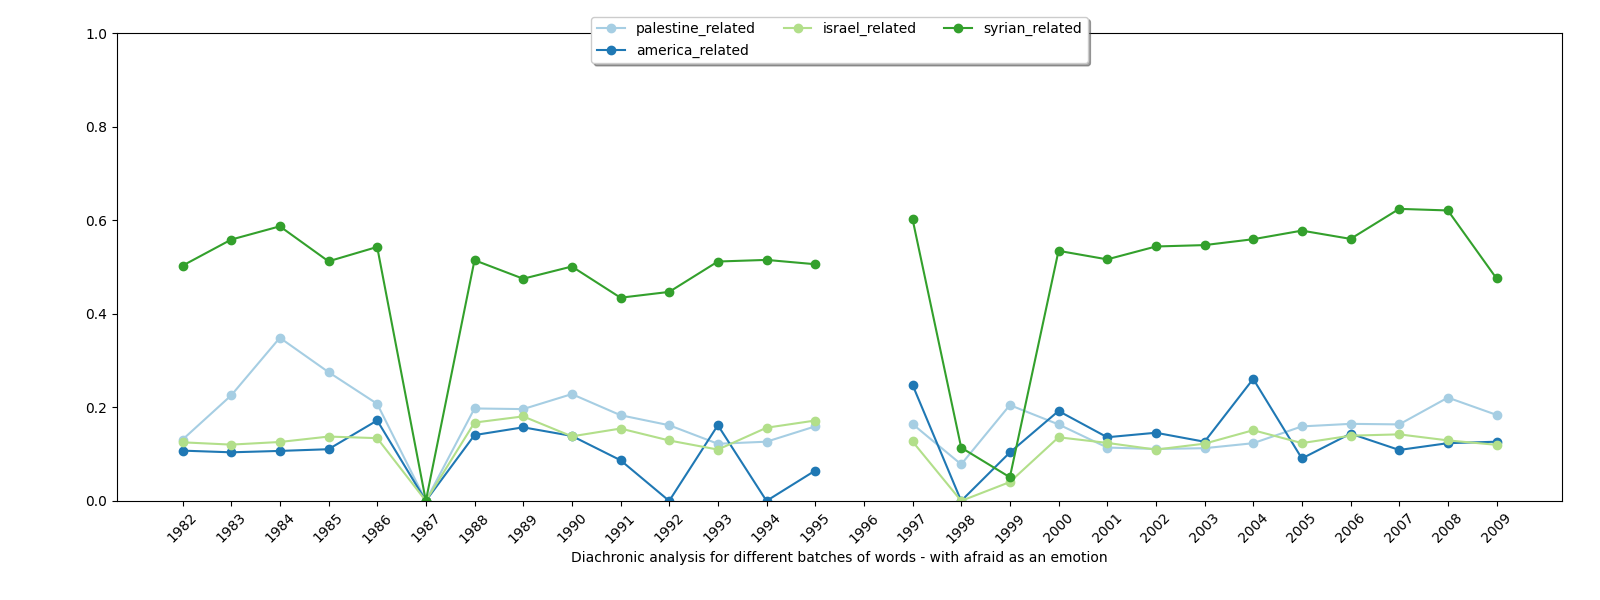 palestine_related israel_related syrian_related
america_related
1.0
0.8
0.6
0.4
0.2
0.0
1982 1983 1984 1985 1986 1987 1988 1989 1990 1991 1992 1993 1994 1995 1996 1997 1998 1999 2000 2001 2002 2003 2004 2005 2006 2007 2008 2009
Diachronic analysis for different batches of words - with afraid as an emotion